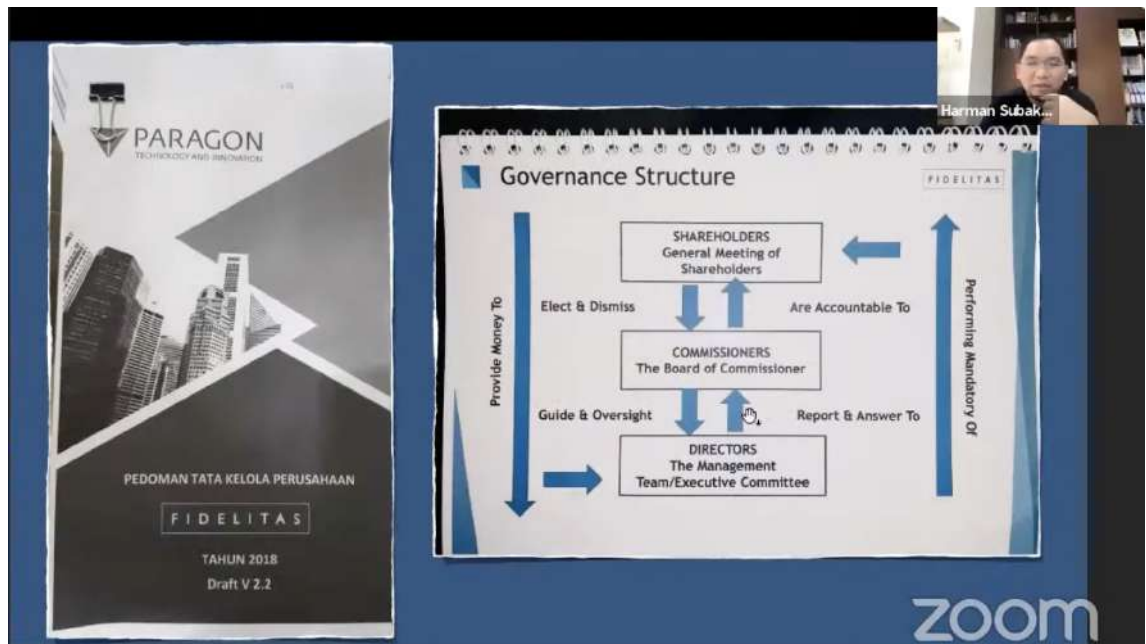 PARAGON
TECHNOLOGY AND INNOVATION
PEDOMAN TATA KELOLA PERUSAHAAN
FIDELITAS
TAHUN 2018
Draft V 2.2
Governance Structure
FIDELITAS
Provide Money To
SHAREHOLDERS
General Meeting of
Shareholders
Elect & Dismiss
Are Accountable To
COMMISSIONERS
The Board of Commissioner
Guide & Oversight
Report & Answer To
DIRECTORS
The Management
Team/Executive Committee
Performing Mandatory Of
Harman Subak...
zoom